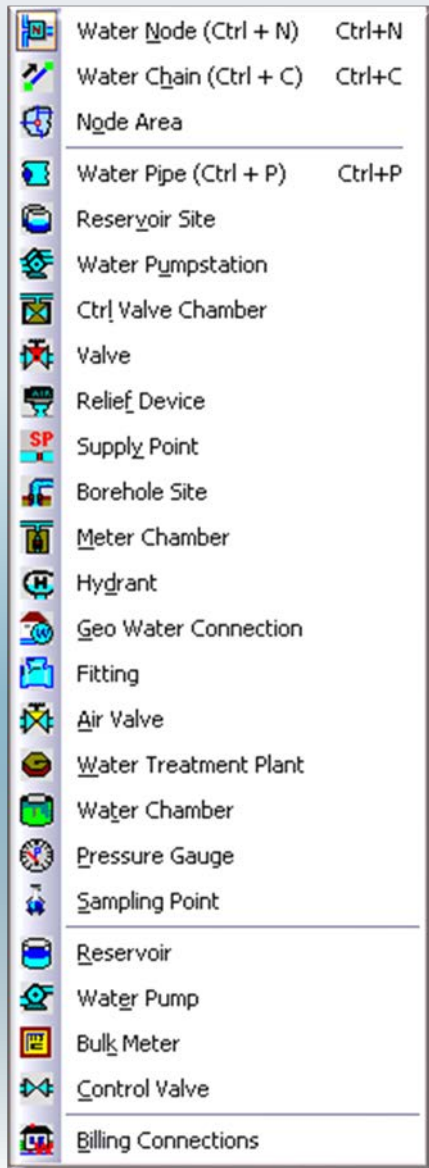 Water Node (Ctrl + N) Ctrl+N
Water Chain (Ctrl + C) Ctrl+C
Node Area
Water Pipe (Ctrl + P) Ctrl+P
Reservoir Site
Water Pumpstation
Ctrl Valve Chamber
Valve
Relief Device
SP Supply Point
Borehole Site
Meter Chamber
H Hydrant
Geo Water Connection
Fitting
Air Valve
Water Treatment Plant
Water Chamber
Pressure Gauge
Sampling Point
Reservoir
Water Pump
Bulk Meter
Control Valve
Billing Connections